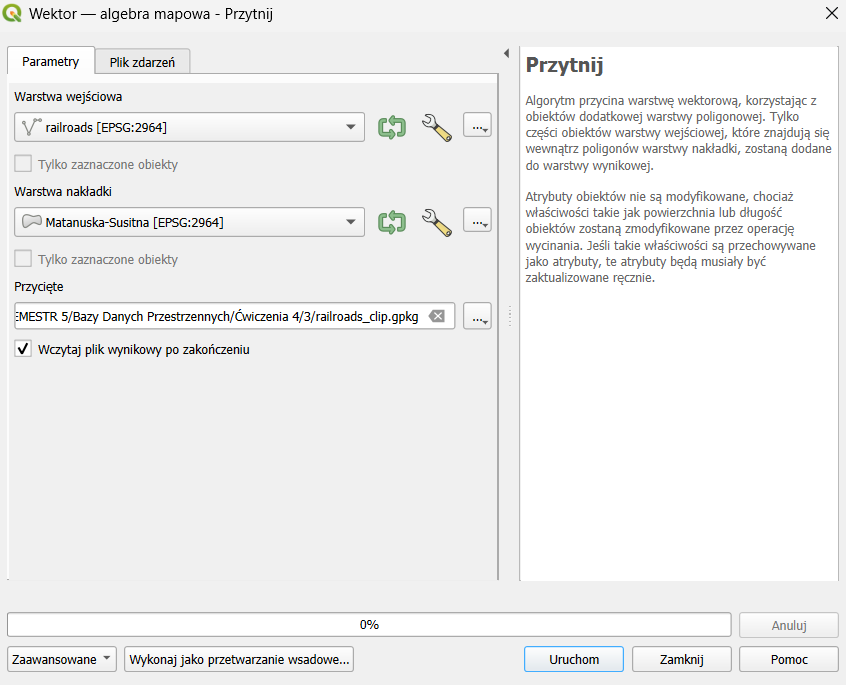 Wektor — algebra mapowa - Przytnij
Parametry
Plik zdarzeń
Warstwa wejściowa
railroads [EPSG:2964]
...
Tylko zaznaczone obiekty
Warstwa nakładki
Matanuska-Susitna [EPSG:2964]
...
Tylko zaznaczone obiekty
Przycięte
EMESTR 5/Bazy Danych Przestrzennych/Ćwiczenia 4/3/railroads_clip.gpkg
...
Wczytaj plik wynikowy po zakończeniu
Przytnij
Algorytm przycina warstwę wektorową, korzystając z
obiektów dodatkowej warstwy poligonowej. Tylko
części obiektów warstwy wejściowej, które znajdują się
wewnątrz poligonów warstwy nakładki, zostaną dodane
do warstwy wynikowej.
Atrybuty obiektów nie są modyfikowane, chociaż
właściwości takie jak powierzchnia lub długość
obiektów zostaną zmodyfikowane przez operację
wycinania. Jeśli takie właściwości są przechowywane
jako atrybuty, te atrybuty będą musiały być
zaktualizowane ręcznie.
0%
Anuluj
Zaawansowane
Wykonaj jako przetwarzanie wsadowe...
Uruchom
Zamknij
Pomoc